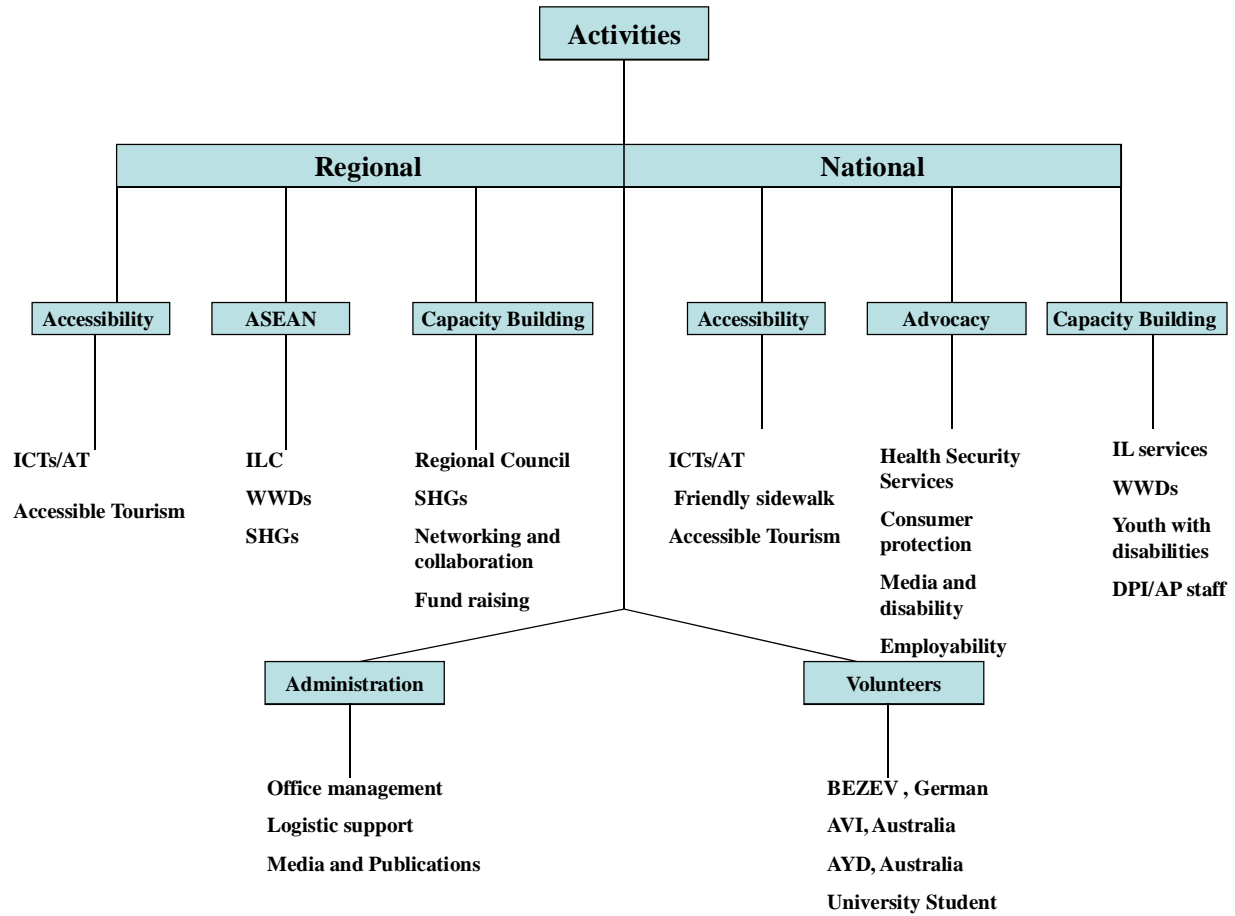 Activities
Regional
National
Accessibility
ICTs/AT
Accessible Tourism
ASEAN
ILC
WWDs
SHGs
Capacity Building
Regional Council
SHGs
Networking and
collaboration
Fund raising
Accessibility
ICTs/AT
Friendly sidewalk
Accessible Tourism
Advocacy
Health Security
Services
Consumer
protection
Media and
disability
Employability
Capacity Building
IL services
WWDs
Youth with
disabilities
DPI/AP staff
Administration
Office management
Logistic support
Media and Publications
Volunteers
BEZEV , German
AVI, Australia
AYD, Australia
University Student